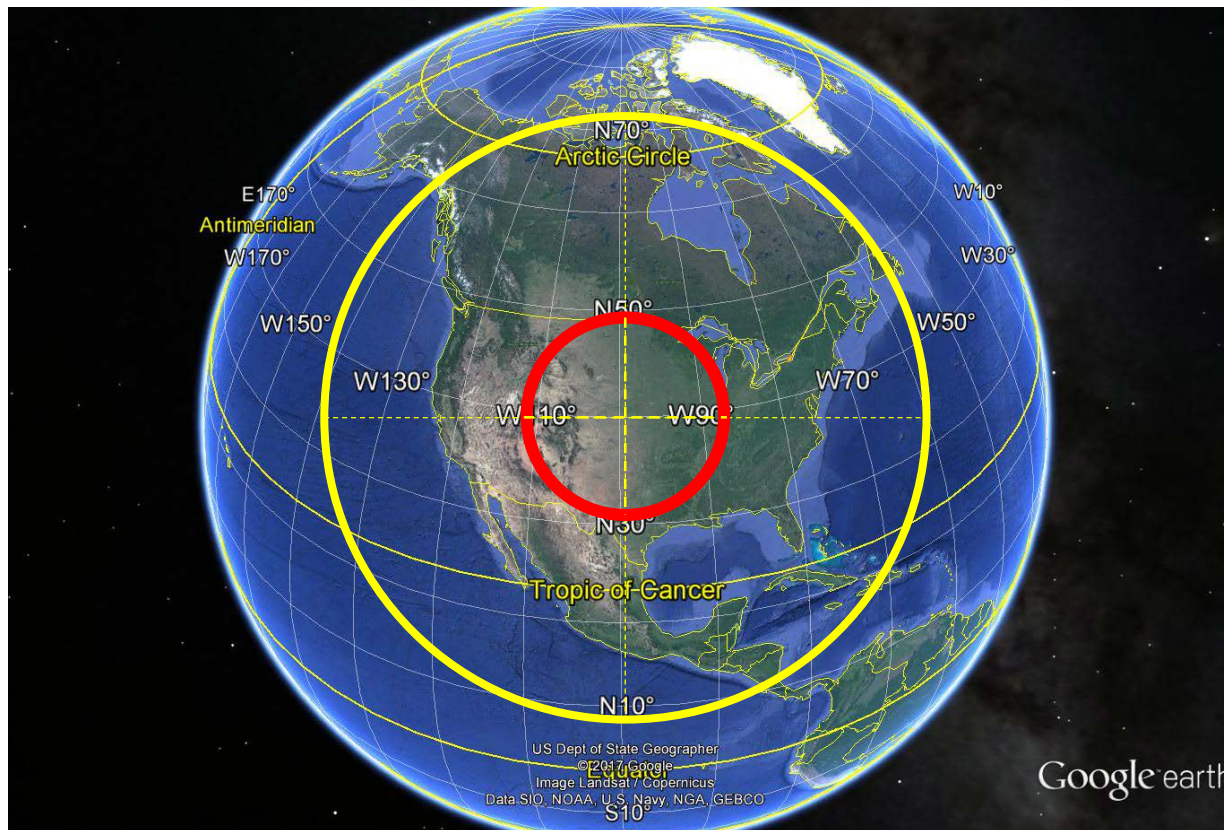 N70°
Arctic Circle
E170°
W10°
Antimeridian
W170°
W30°
N50°
W150°
W50°
W130°
W70°
W110°
W90°
N30°
Tropic of Cancer
N10°
US Dept of State Geographer
© 2017 Google
Equator
Image Landsat / Copernicus
Data SIO, NOAA, U.S. Navy, NGA, GEBCO
S10°
Google earth